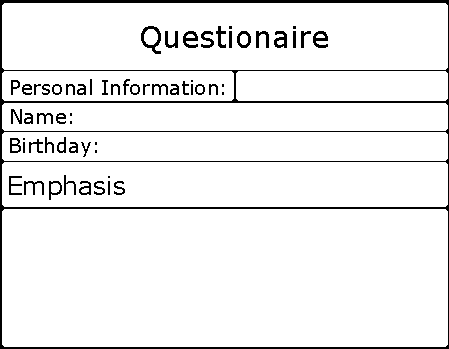 Questionaire
Personal Information:
Name:
Birthday:
Emphasis